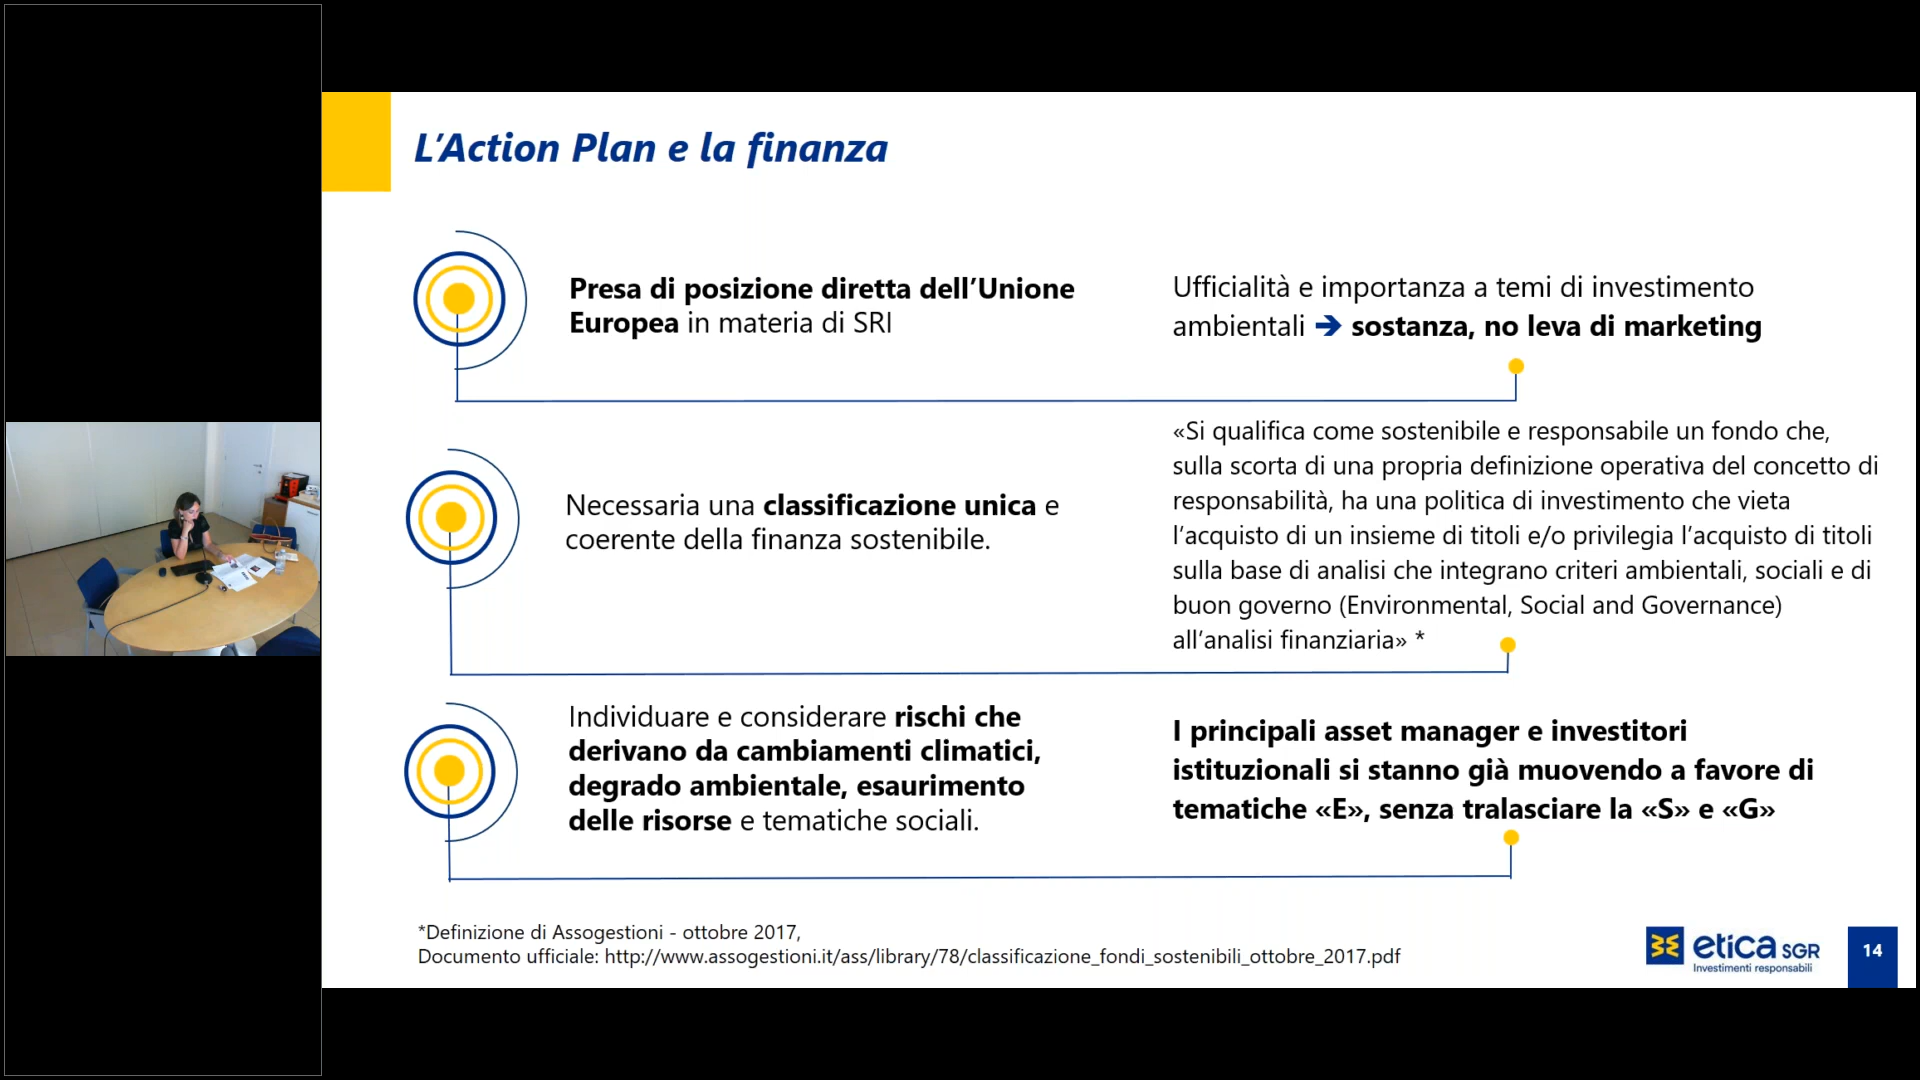 L’Action Plan e la finanza
Presa di posizione diretta dell’Unione
Europea in materia di SRI
Ufficialità e importanza a temi di investimento
ambientali ➔ sostanza, no leva di marketing
Necessaria una classificazione unica e
coerente della finanza sostenibile.
«Si qualifica come sostenibile e responsabile un fondo che,
sulla scorta di una propria definizione operativa del concetto di
responsabilità, ha una politica di investimento che vieta
l’acquisto di un insieme di titoli e/o privilegia l’acquisto di titoli
sulla base di analisi che integrano criteri ambientali, sociali e di
buon governo (Environmental, Social and Governance)
all’analisi finanziaria» *
Individuare e considerare rischi che
derivano da cambiamenti climatici,
degrado ambientale, esaurimento
delle risorse e tematiche sociali.
I principali asset manager e investitori
istituzionali si stanno già muovendo a favore di
tematiche «E», senza tralasciare la «S» e «G»
*Definizione di Assogestioni - ottobre 2017,
Documento ufficiale: http://www.assogestioni.it/ass/library/78/classificazione_fondi_sostenibili_ottobre_2017.pdf
etica SGR
Investimenti responsabili
14